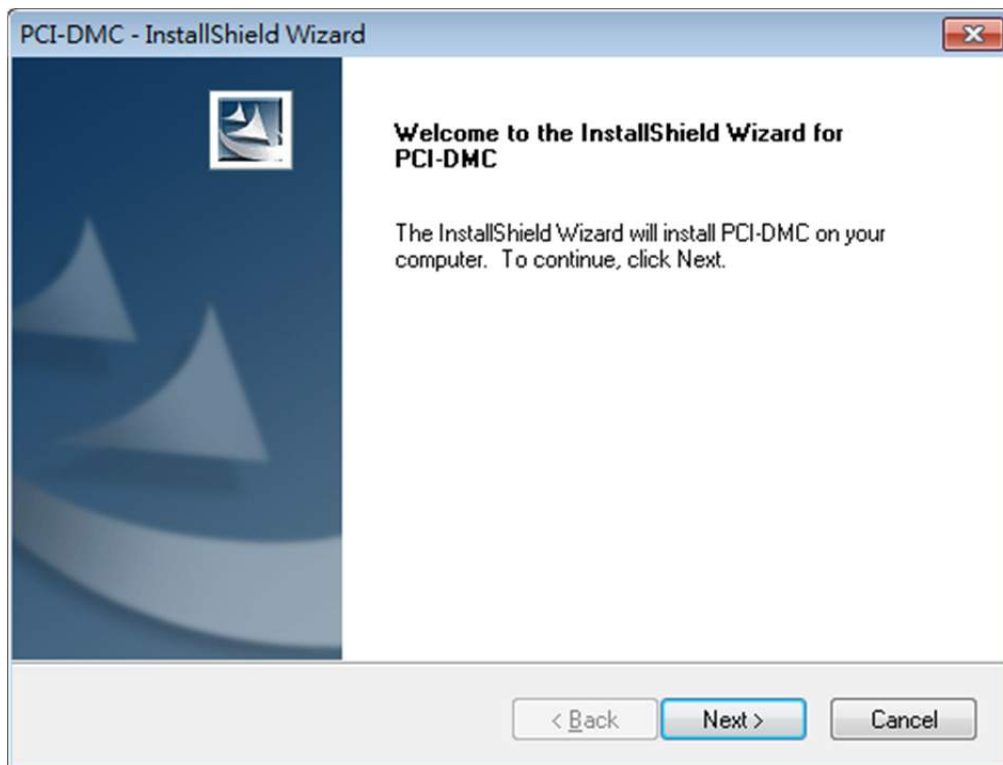 PCI-DMC - InstallShield Wizard
Welcome to the InstallShield Wizard for
PCI-DMC
The InstallShield Wizard will install PCI-DMC on your
computer.  To continue, click Next.
< Back
Next >
Cancel